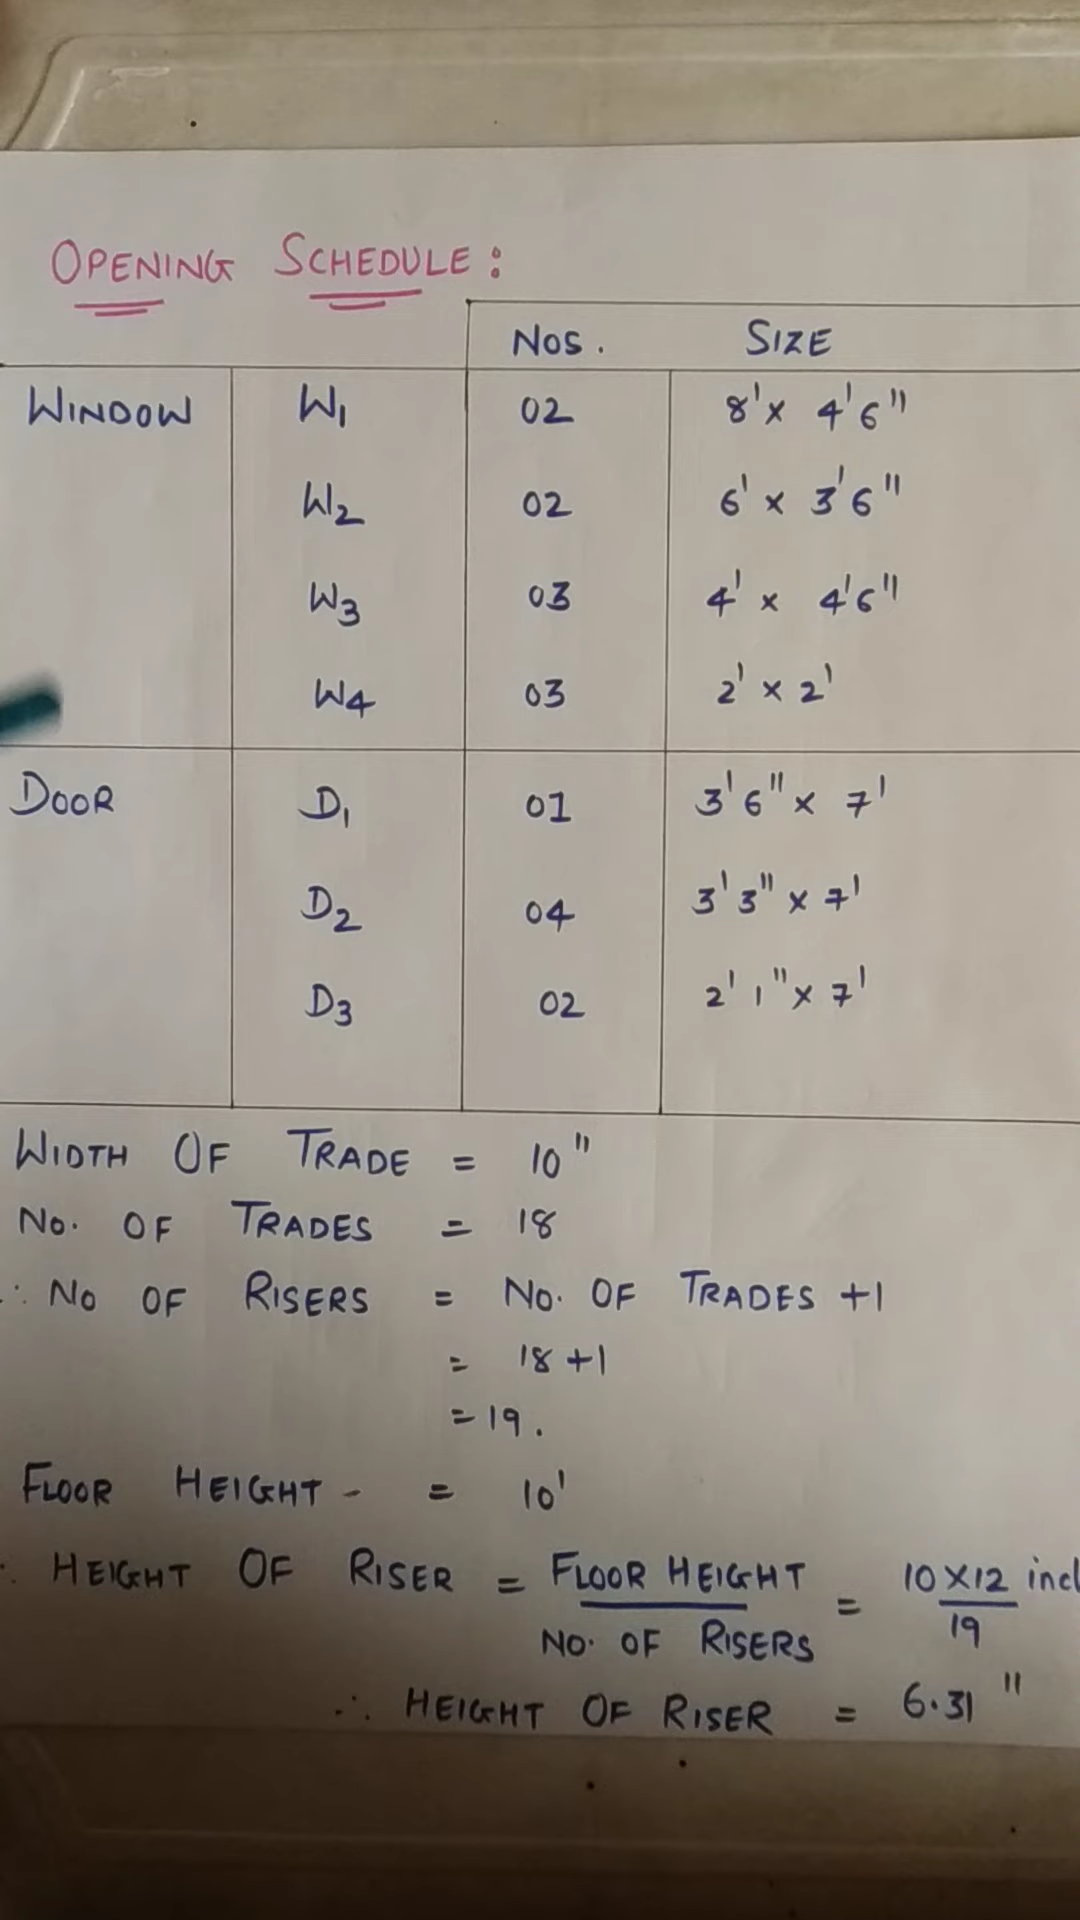 OPENING SCHEDULE:
NOS. SIZE
WINDOW W1 02 8'x 4'6"
W2 02 6' x 3'6"
W3 03 4' x 4'6"
W4 03 2' x 2'
DOOR D1 01 3'6" x 7'
D2 04 3'3" x 7'
D3 02 2'1" x 7'
WIDTH OF TRADE = 10"
NO. OF TRADES = 18
∴ NO OF RISERS = NO. OF TRADES +1
= 18 +1
= 19.
FLOOR HEIGHT - = 10'
∴ HEIGHT OF RISER = FLOOR HEIGHT = 10X12 incl
NO. OF RISERS 19
∴ HEIGHT OF RISER = 6.31"